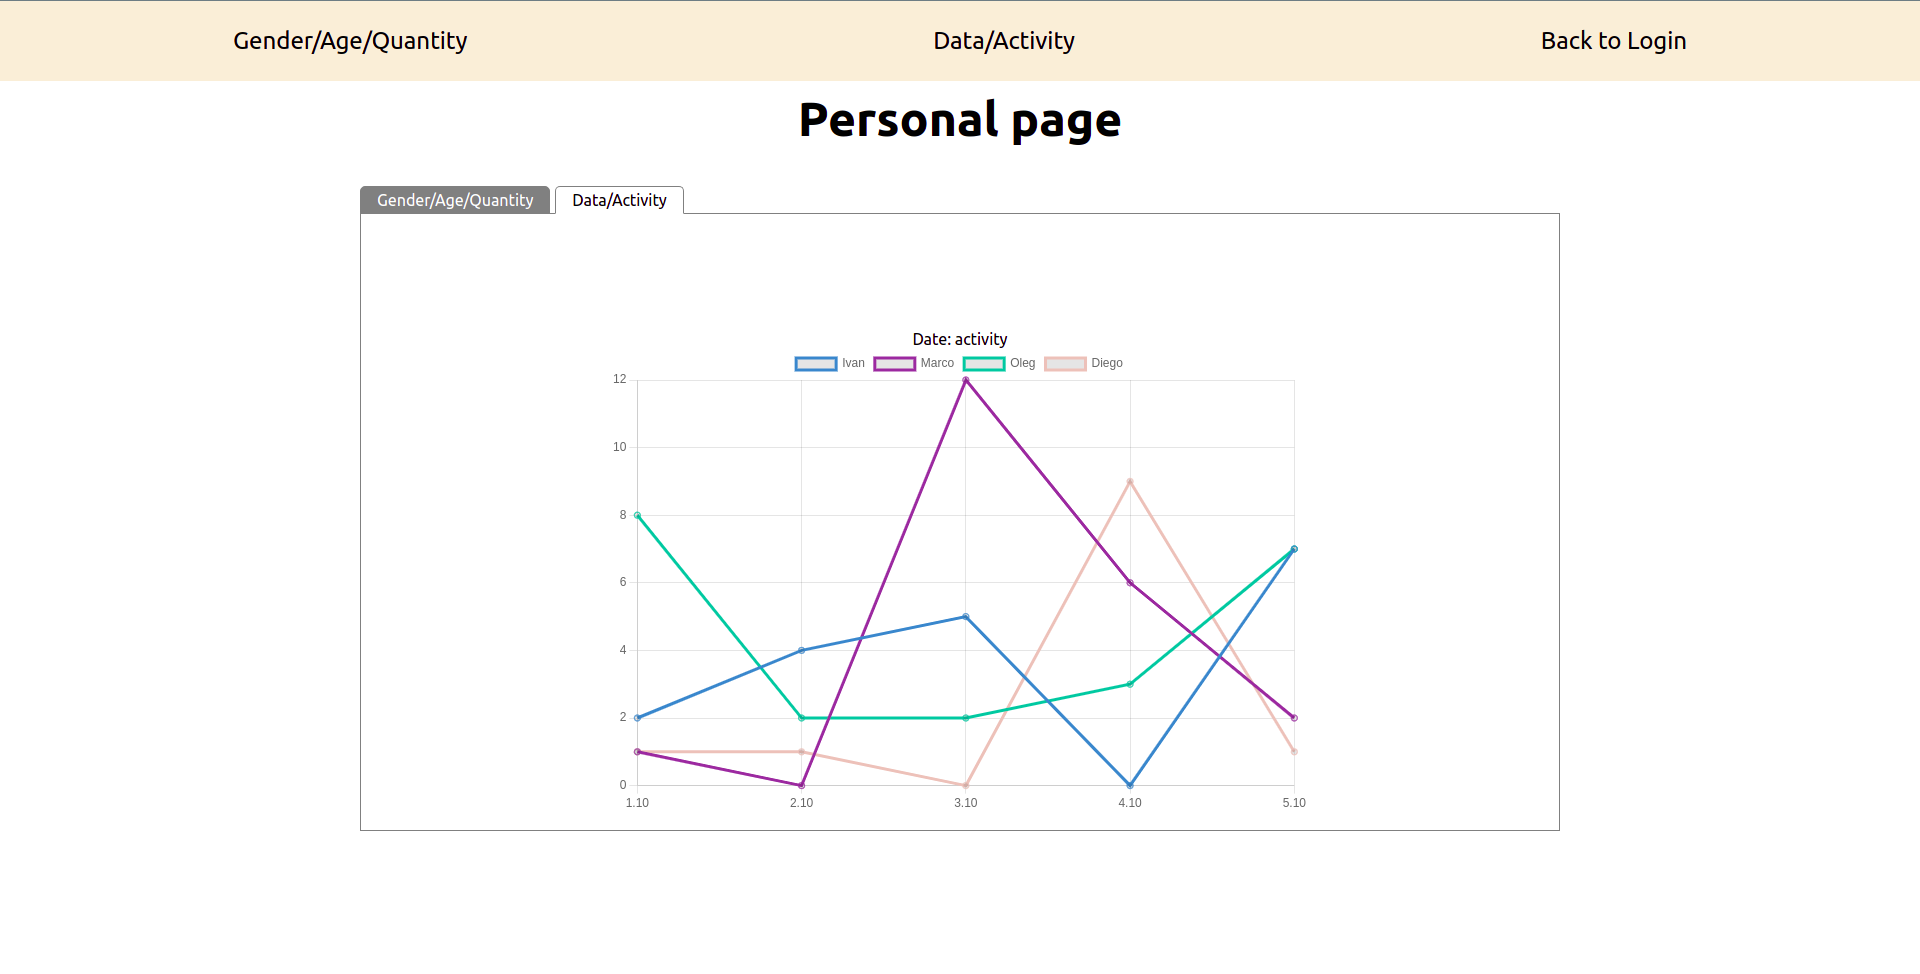 Gender/Age/Quantity Data/Activity Back to Login
Personal page
Gender/Age/Quantity Data/Activity
Date: activity
Ivan Marco Oleg Diego
12
10
8
6
4
2
0
1.10 2.10 3.10 4.10 5.10